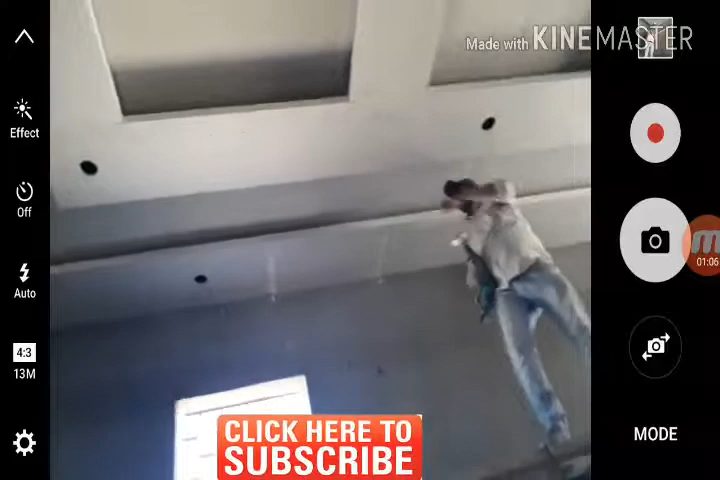 Made with KINEMASTER
Effect
Off
Auto
4:3
13M
01:06
MODE
CLICK HERE TO
SUBSCRIBE